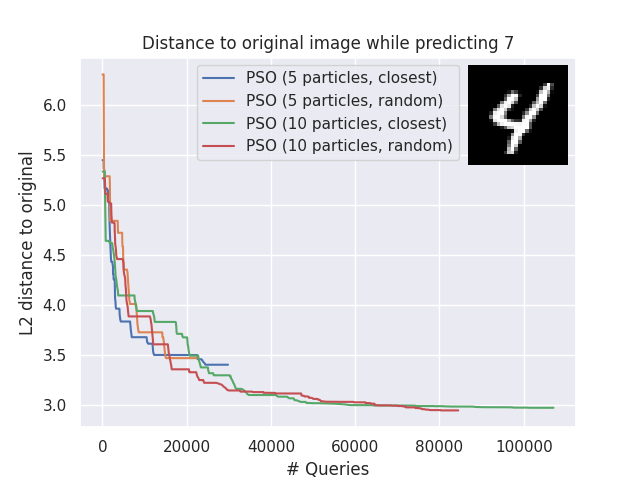 Distance to original image while predicting 7
PSO (5 particles, closest)
PSO (5 particles, random)
PSO (10 particles, closest)
PSO (10 particles, random)
4
L2 distance to original
6.0
5.5
5.0
4.5
4.0
3.5
3.0
0
20000
40000
60000
80000
100000
# Queries